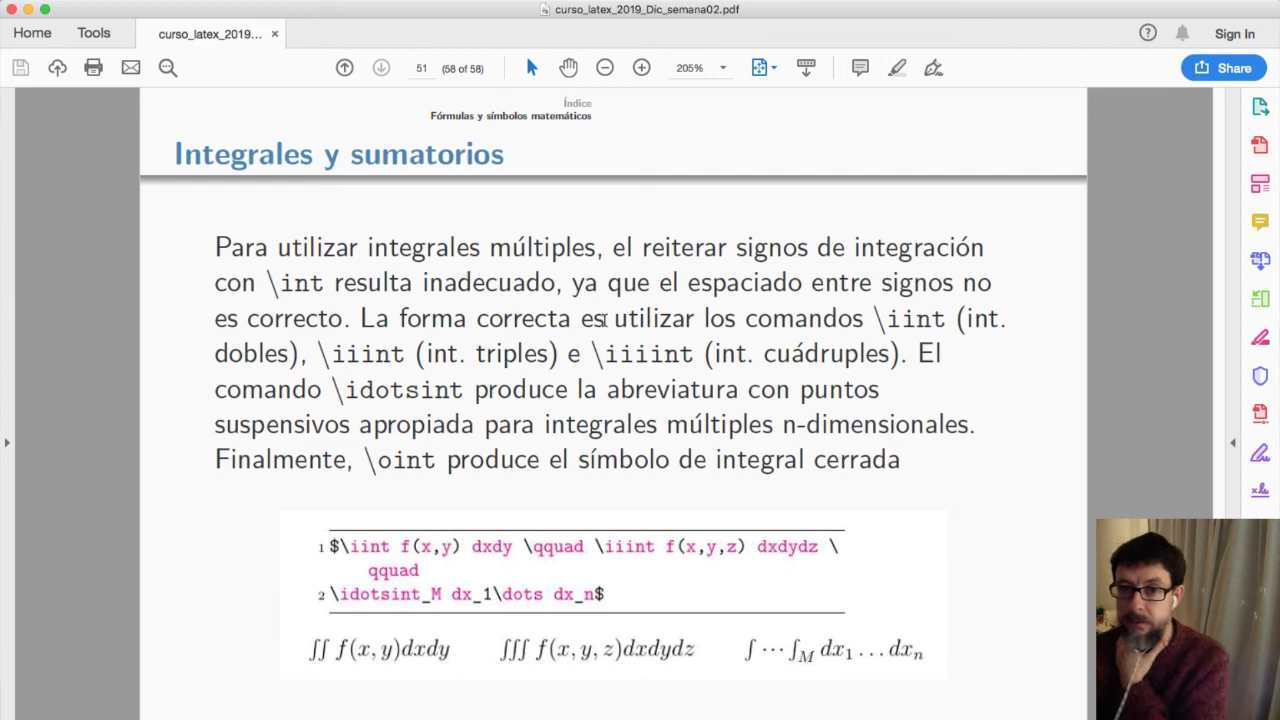 curso_latex_2019_Dic_semana02.pdf
Home Tools curso_latex_2019... × Sign In
51 (58 of 58) 205% Share
Índice
Fórmulas y símbolos matemáticos
Integrales y sumatorios
Para utilizar integrales múltiples, el reiterar signos de integración
con \int resulta inadecuado, ya que el espaciado entre signos no
es correcto. La forma correcta es utilizar los comandos \iint (int.
dobles), \iiint (int. triples) e \iiiint (int. cuádruples). El
comando \idotsint produce la abreviatura con puntos
suspensivos apropiada para integrales múltiples n-dimensionales.
Finalmente, \oint produce el símbolo de integral cerrada
1 $\iint f(x,y) dxdy \qquad \iiint f(x,y,z) dxdydz \
qquad
2 \idotsint_M dx_1\dots dx_n$
∬ f(x, y)dxdy ∭ f(x, y, z)dxdydz ∫⋯∫_M dx₁ … dxₙ